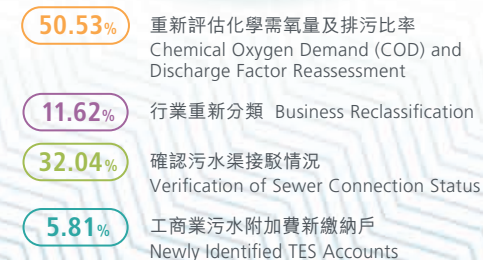 50.53% 重新評估化學需氧量及排污比率
Chemical Oxygen Demand (COD) and
Discharge Factor Reassessment
11.62% 行業重新分類 Business Reclassification
32.04% 確認污水渠接駁情況
Verification of Sewer Connection Status
5.81% 工商業污水附加費新繳納戶
Newly Identified TES Accounts